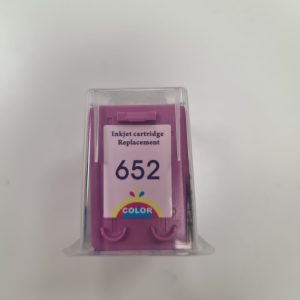 Inkjet cartridge
Replacement
652
COLOR